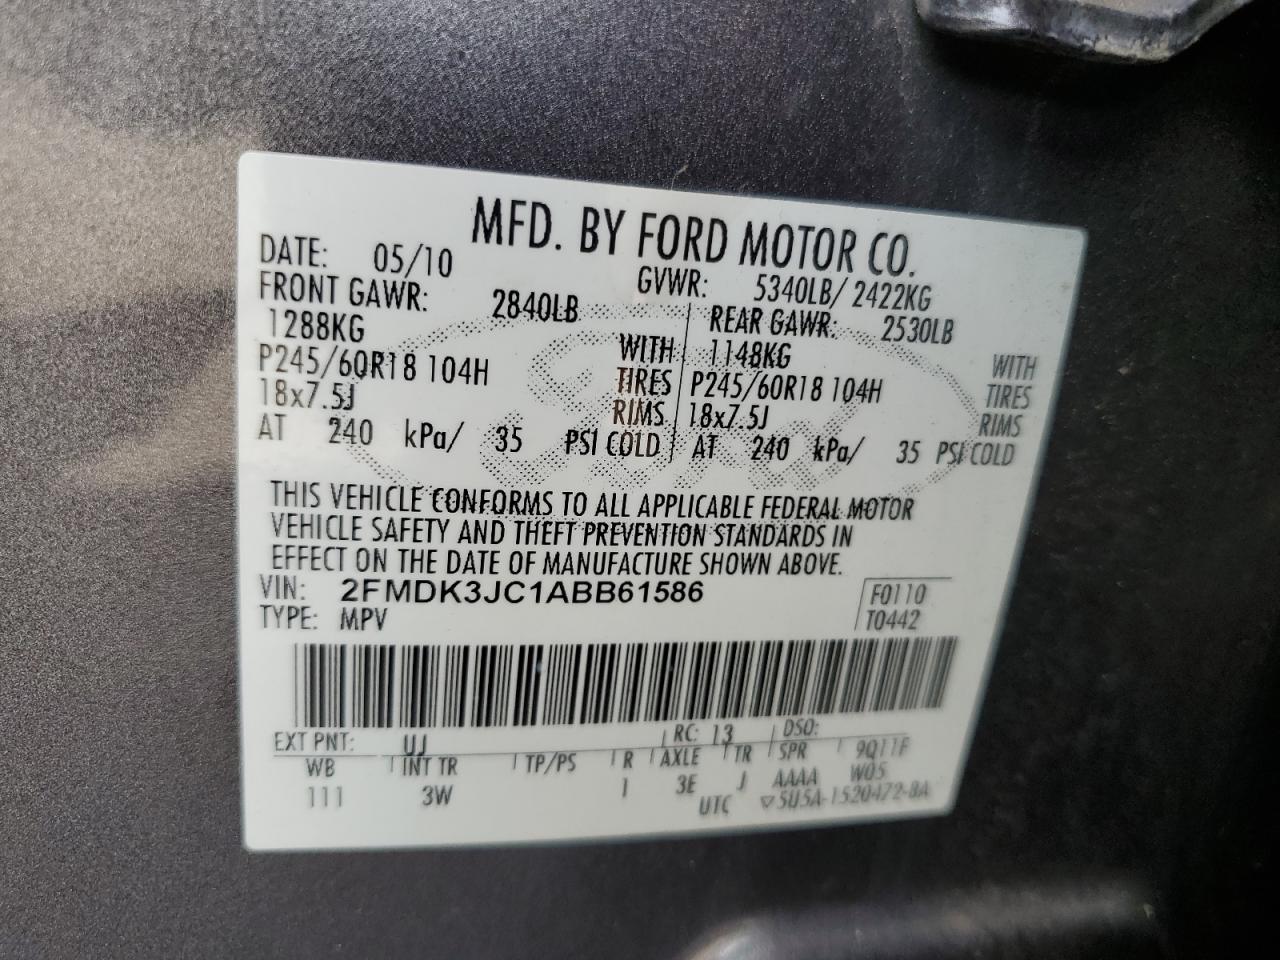 MFD. BY FORD MOTOR CO.
DATE: 05/10 GVWR: 5340LB/ 2422KG
FRONT GAWR: 2840LB REAR GAWR: 2530LB
1288KG WITH 1148KG WITH
P245/60R18 104H TIRES P245/60R18 104H TIRES
18x7.5J RIMS 18x7.5J RIMS
AT 240 kPa/ 35 PSI COLD AT 240 kPa/ 35 PSI COLD
THIS VEHICLE CONFORMS TO ALL APPLICABLE FEDERAL MOTOR
VEHICLE SAFETY AND THEFT PREVENTION STANDARDS IN
EFFECT ON THE DATE OF MANUFACTURE SHOWN ABOVE.
VIN: 2FMDK3JC1ABB61586 F0110
TYPE: MPV T0442
EXT PNT: UJ RC: 13 DSO:
WB INT TR TP/PS R AXLE TR SPR 9Q11F
111 3W I 3E J AAAA W05
UTC ▽5U5A-1520472-BA